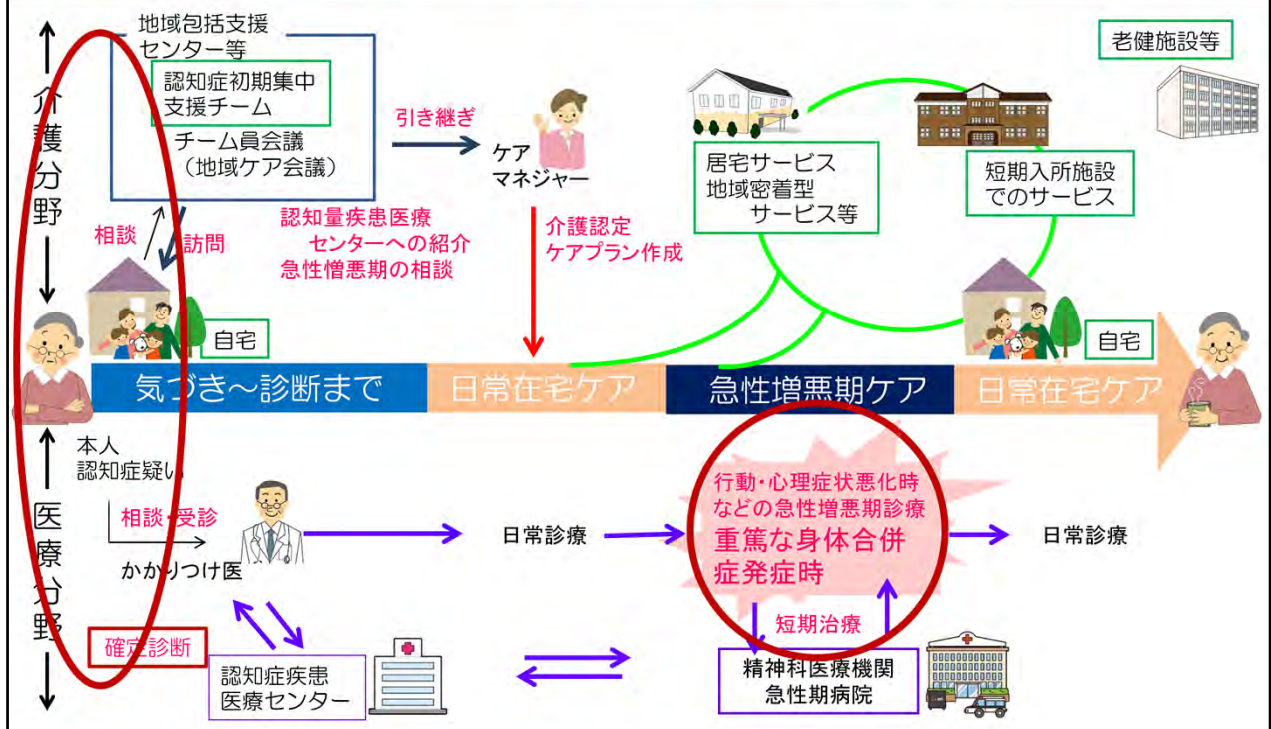 介護分野
地域包括支援
センター等
認知症初期集中
支援チーム
チーム員会議
（地域ケア会議）
引き継ぎ
ケア
マネジャー
居宅サービス
地域密着型
サービス等
短期入所施設
でのサービス
老健施設等
相談
訪問
認知量疾患医療
センターへの紹介
急性憎悪期の相談
介護認定
ケアプラン作成
自宅
自宅
気づき～診断まで
日常在宅ケア
急性増悪期ケア
日常在宅ケア
医療分野
本人
認知症疑い
相談・受診
かかりつけ医
日常診療
行動・心理症状悪化時
などの急性増悪期診療
重篤な身体合併
症発症時
日常診療
短期治療
確定診断
認知症疾患
医療センター
精神科医療機関
急性期病院